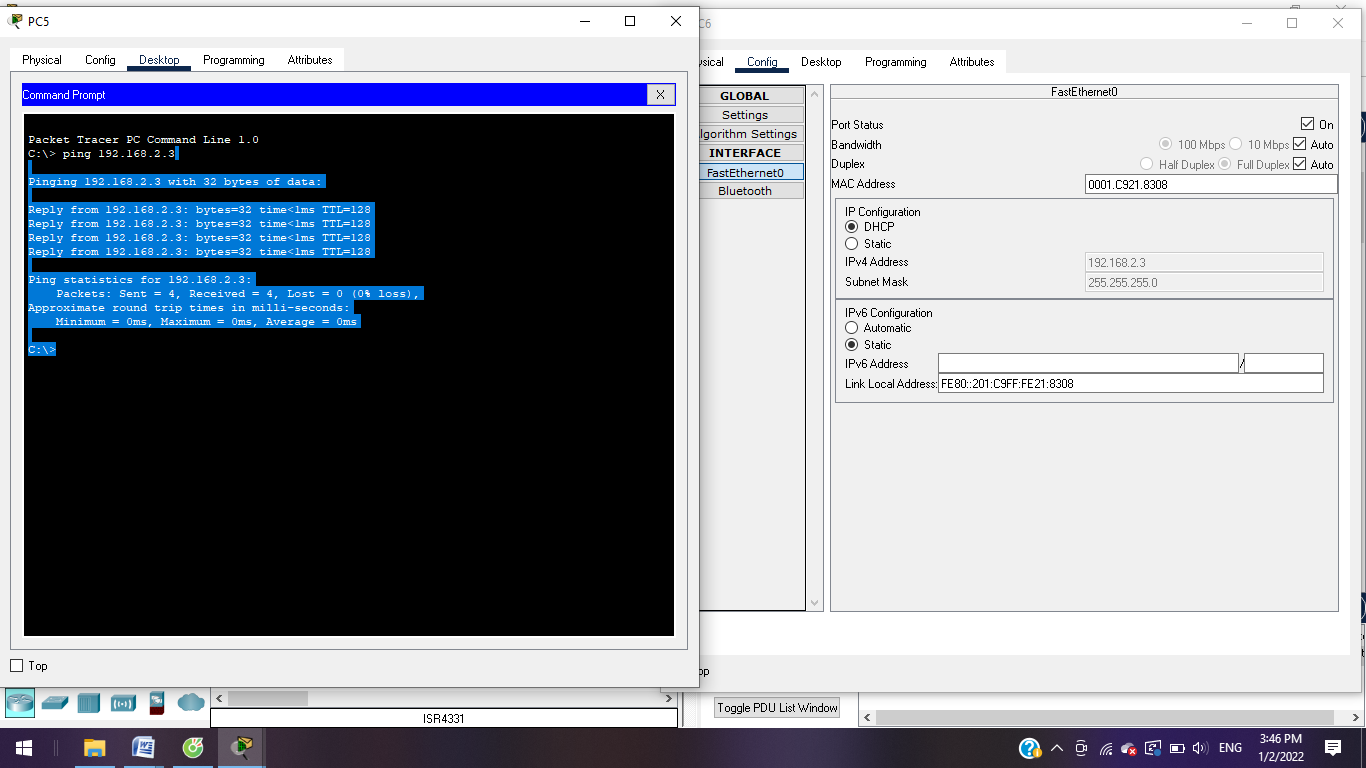 PC5
Physical Config Desktop Programming Attributes
Command Prompt
X
Packet Tracer PC Command Line 1.0
C:\> ping 192.168.2.3
Pinging 192.168.2.3 with 32 bytes of data:
Reply from 192.168.2.3: bytes=32 time<1ms TTL=128
Reply from 192.168.2.3: bytes=32 time<1ms TTL=128
Reply from 192.168.2.3: bytes=32 time<1ms TTL=128
Reply from 192.168.2.3: bytes=32 time<1ms TTL=128
Ping statistics for 192.168.2.3:
Packets: Sent = 4, Received = 4, Lost = 0 (0% loss),
Approximate round trip times in milli-seconds:
Minimum = 0ms, Maximum = 0ms, Average = 0ms
C:\>
Top
C6
sical Config Desktop Programming Attributes
GLOBAL
Settings
lgorithm Settings
INTERFACE
FastEthernet0
Bluetooth
FastEthernet0
Port Status On
Bandwidth 100 Mbps 10 Mbps Auto
Duplex Half Duplex Full Duplex Auto
MAC Address 0001.C921.8308
IP Configuration
DHCP
Static
IPv4 Address 192.168.2.3
Subnet Mask 255.255.255.0
IPv6 Configuration
Automatic
Static
IPv6 Address /
Link Local Address: FE80::201:C9FF:FE21:8308
op
ISR4331
Toggle PDU List Window
ENG
3:46 PM
1/2/2022